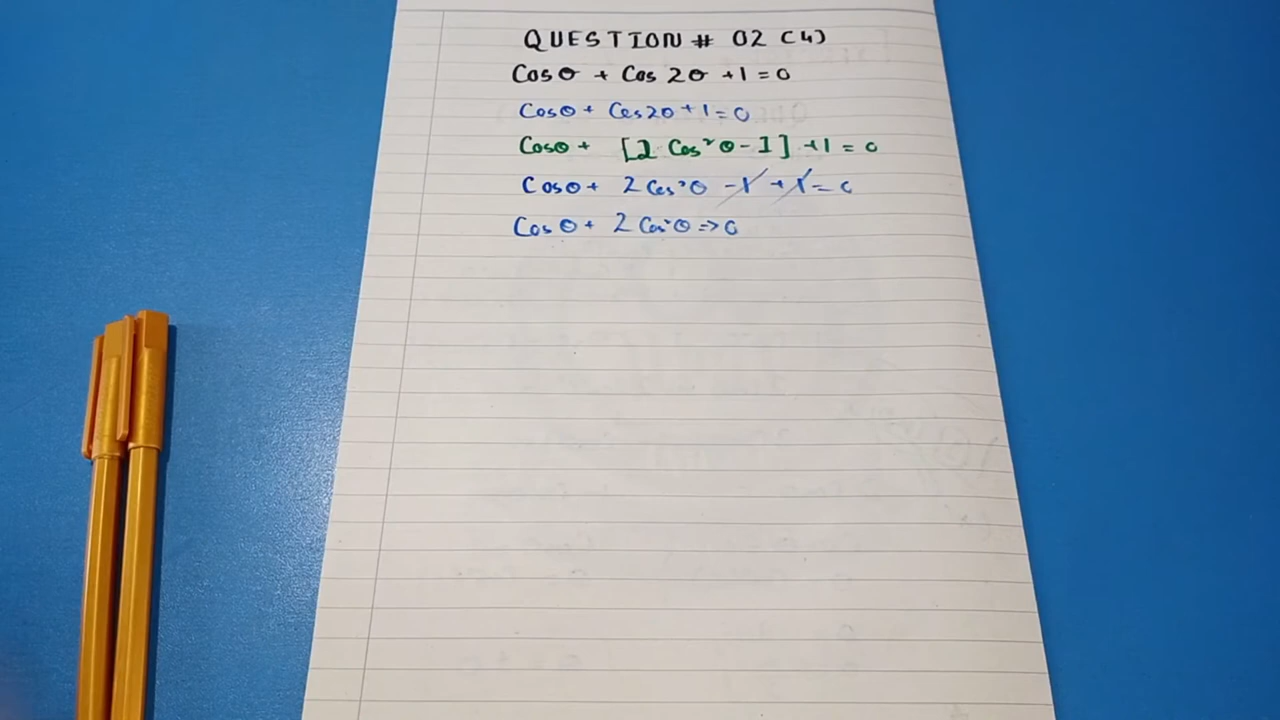 QUESTION # 02 (4)
Cosθ + Cos 2θ +1 = 0
Cosθ + Cos2θ +1 = 0
Cosθ + [2 Cos²θ - 1] +1 = 0
Cosθ + 2 Cos²θ - 1 + 1 = 0
Cosθ + 2 Cos²θ => 0